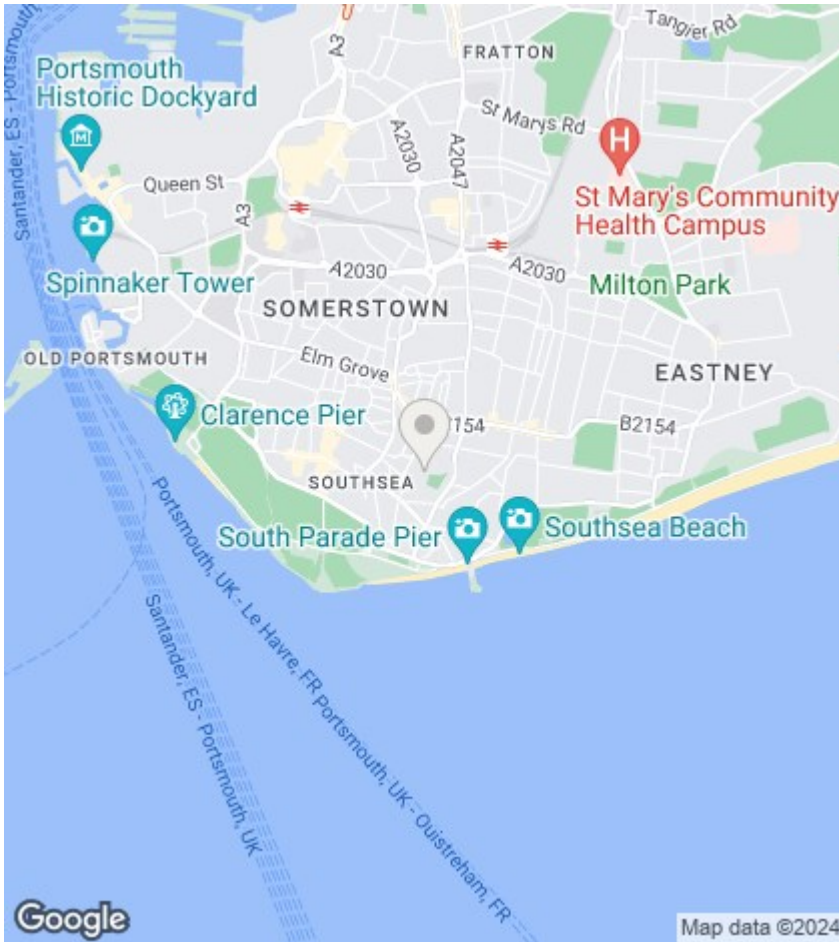 Tangier Rd
A3
FRATTON
Portsmouth
Historic Dockyard
Santander, ES - Portsmouth,
St Marys Rd
A2030
A2047
H
Queen St
A3
St Mary's Community
Health Campus
A2030
A2030
Spinnaker Tower
Milton Park
SOMERSTOWN
OLD PORTSMOUTH
Elm Grove
EASTNEY
Clarence Pier
2154
B2154
SOUTHSEA
South Parade Pier
Southsea Beach
Portsmouth, UK - Le Havre, FR
Portsmouth, UK - Ouistreham, FR
Santander, ES - Portsmouth, UK
Google
Map data ©2024